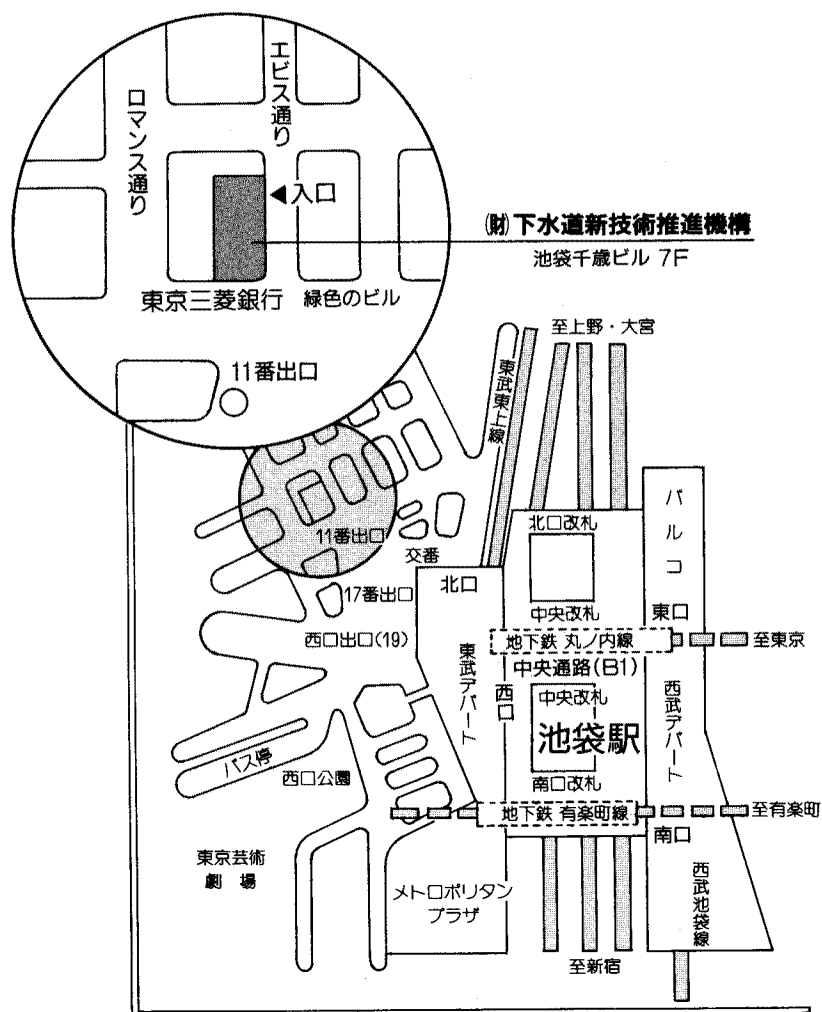 エビス通り
ロマンス通り
◀入口
(財)下水道新技術推進機構
池袋千歳ビル 7F
東京三菱銀行
緑色のビル
11番出口
至上野・大宮
東武東上線
パルコ
北口改札
11番出口
交番
北口
17番出口
中央改札
東口
西口出口(19)
地下鉄 丸ノ内線
至東京
東武デパート
中央通路(B1)
西口
中央改札
西武デパート
池袋駅
バス停
西口公園
南口改札
地下鉄 有楽町線
至有楽町
南口
東京芸術
劇場
メトロポリタン
プラザ
西武池袋線
至新宿